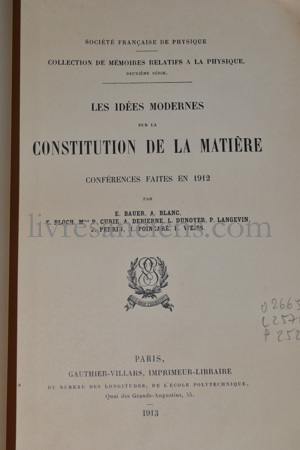 SOCIÉTÉ FRANÇAISE DE PHYSIQUE
COLLECTION DE MÉMOIRES RELATIFS A LA PHYSIQUE.
DEUXIÈME SÉRIE.
LES IDÉES MODERNES
SUR LA
CONSTITUTION DE LA MATIÈRE
CONFÉRENCES FAITES EN 1912
PAR
E. BAUER, A. BLANC,
E. BLOCH, Mme P. CURIE, A. DEBIERNE, L. DUNOYER, P. LANGEVIN,
J. PERRIN, H. POINCARÉ, P. WEISS.
livresanciens.com
PARIS,
GAUTHIER-VILLARS, IMPRIMEUR-LIBRAIRE
DU BUREAU DES LONGITUDES, DE L'ÉCOLE POLYTECHNIQUE,
Quai des Grands-Augustins, 55.
1913